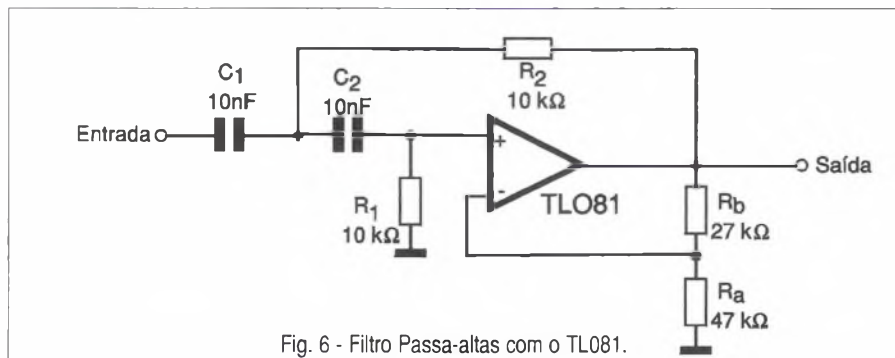 C1
10nF
C2
10nF
R2
10 kΩ
Entrada
+
-
TLO81
R1
10 kΩ
Saída
Rb
27 kΩ
Ra
47 kΩ
Fig. 6 - Filtro Passa-altas com o TL081.